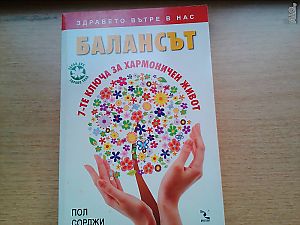 ЗДРАВЕТО ВЪТРЕ В НАС
БАЛАНСЪТ
7-ТЕ КЛЮЧА ЗА ХАРМОНИЧЕН ЖИВОТ
ПОЛ
СОРДЖИ